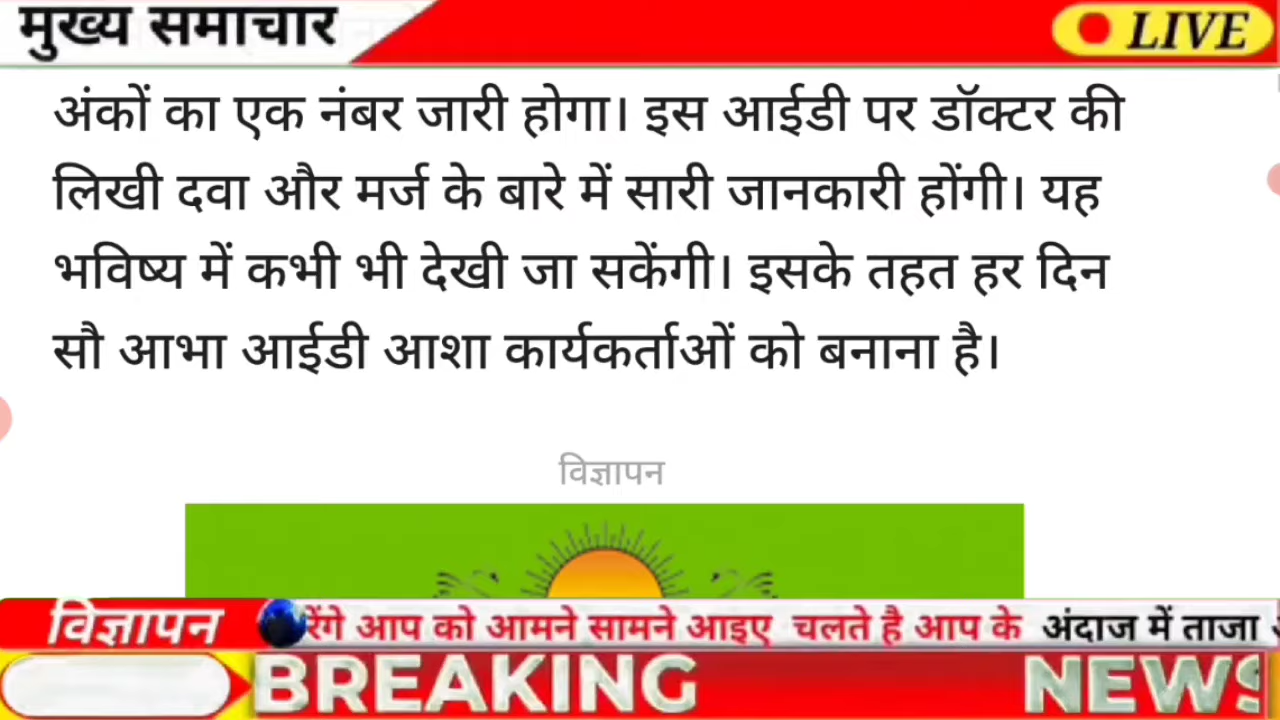 मुख्य समाचार
LIVE
अंकों का एक नंबर जारी होगा। इस आईडी पर डॉक्टर की
लिखी दवा और मर्ज के बारे में सारी जानकारी होंगी। यह
भविष्य में कभी भी देखी जा सकेंगी। इसके तहत हर दिन
सौ आभा आईडी आशा कार्यकर्ताओं को बनाना है।
विज्ञापन
विज्ञापन रेंगे आप को आमने सामने आइए चलते है आप के अंदाज में ताजा
BREAKING NEWS